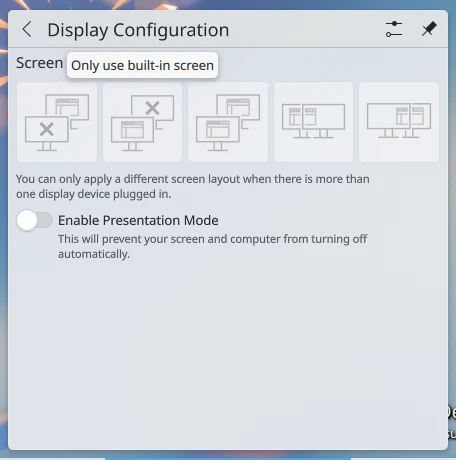 Display Configuration
Screen
Only use built-in screen
You can only apply a different screen layout when there is more than
one display device plugged in.
Enable Presentation Mode
This will prevent your screen and computer from turning off
automatically.